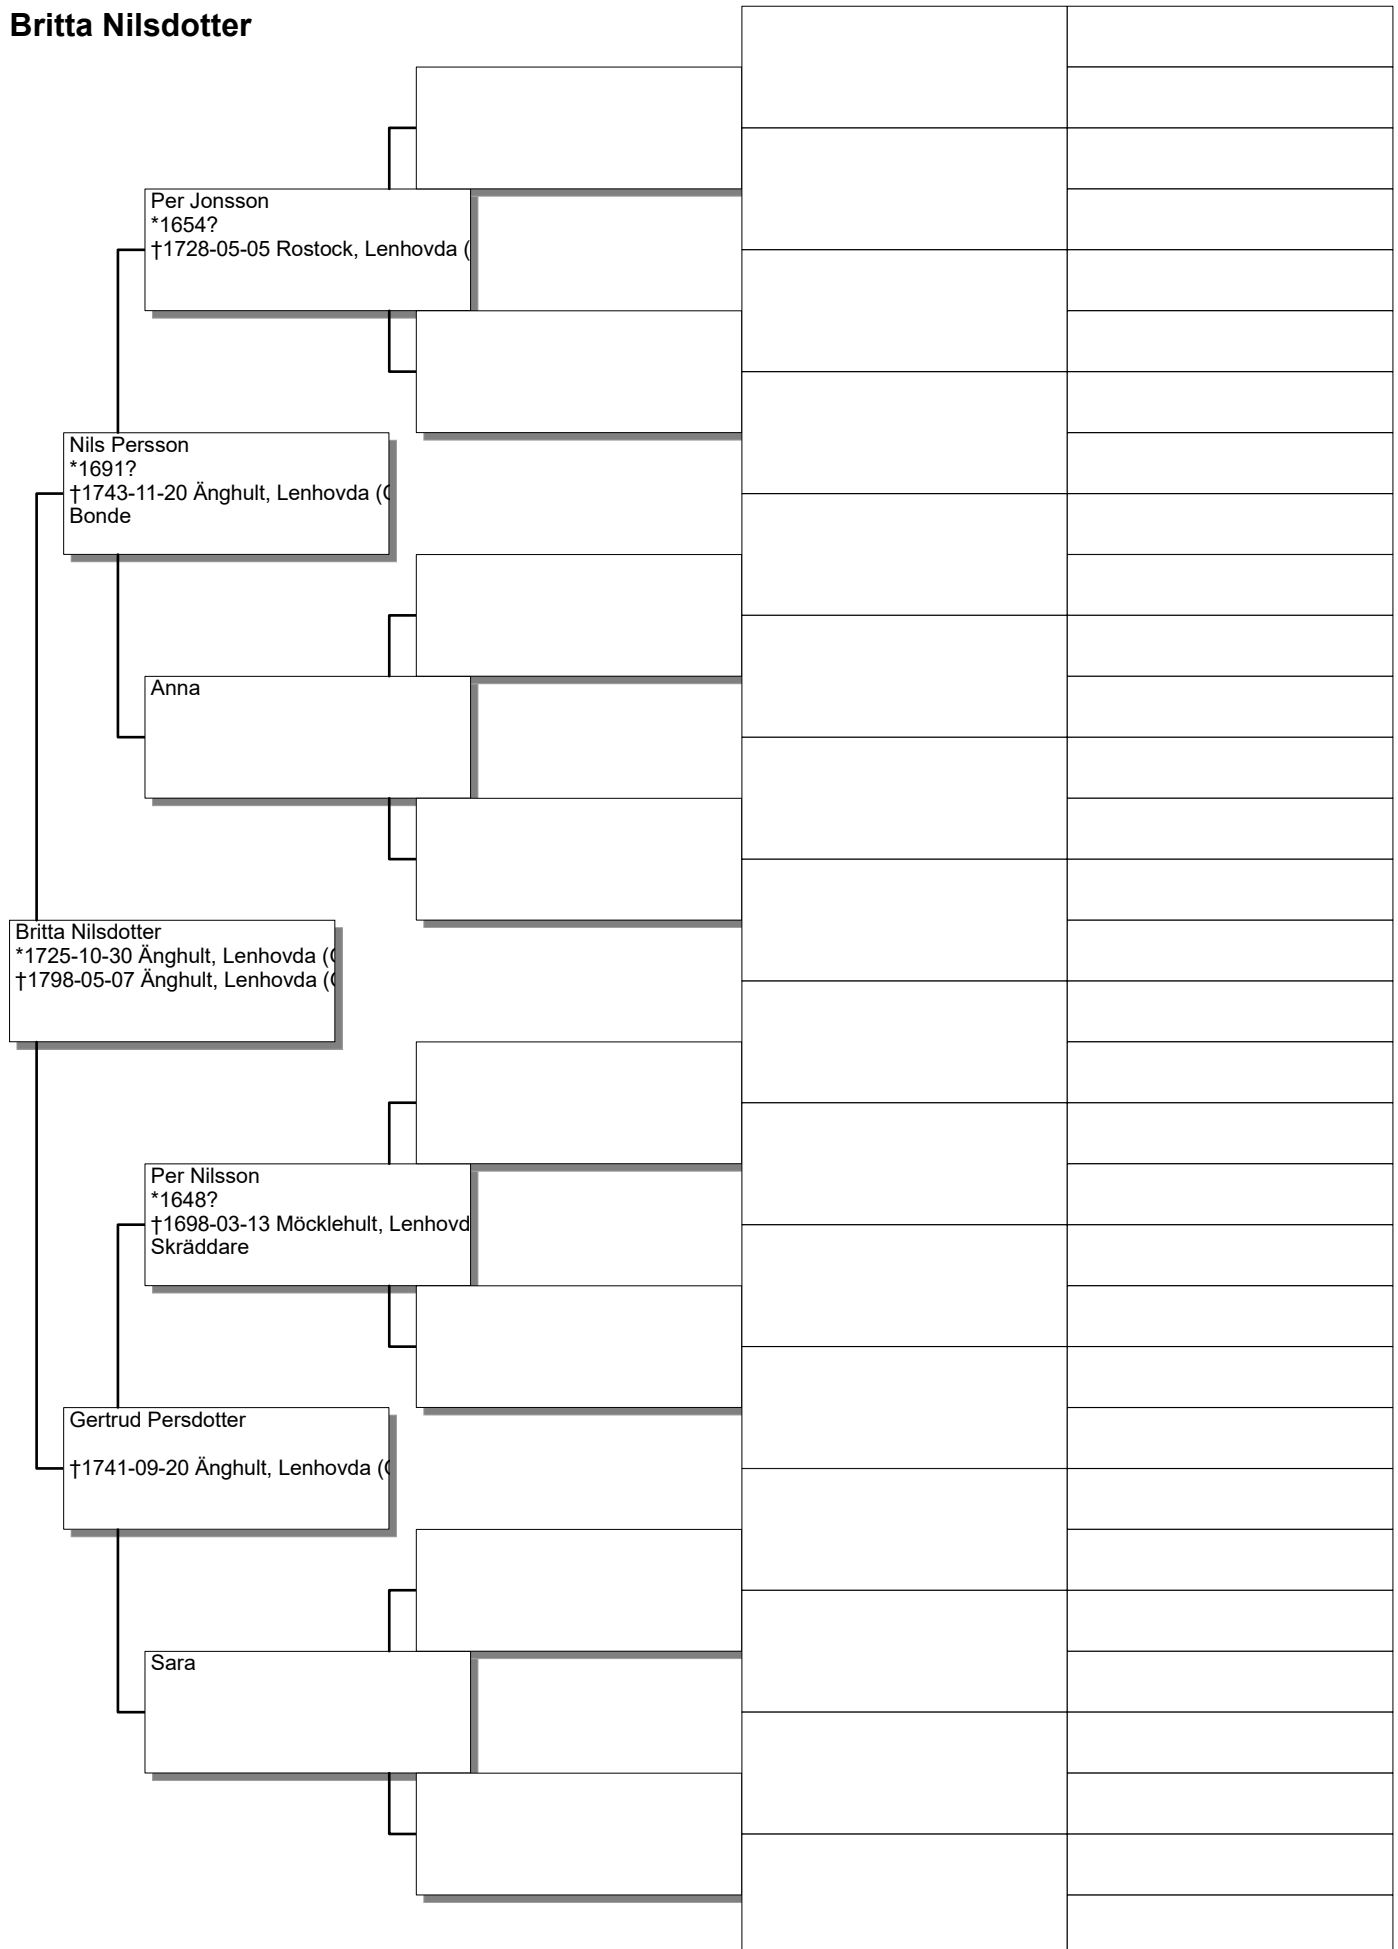 Britta Nilsdotter
Per Jonsson
*1654?
†1728-05-05 Rostock, Lenhovda (
Nils Persson
*1691?
†1743-11-20 Änghult, Lenhovda (
Bonde
Anna
Britta Nilsdotter
*1725-10-30 Änghult, Lenhovda (
†1798-05-07 Änghult, Lenhovda (
Per Nilsson
*1648?
†1698-03-13 Möcklehult, Lenhovd
Skräddare
Gertrud Persdotter
†1741-09-20 Änghult, Lenhovda (
Sara